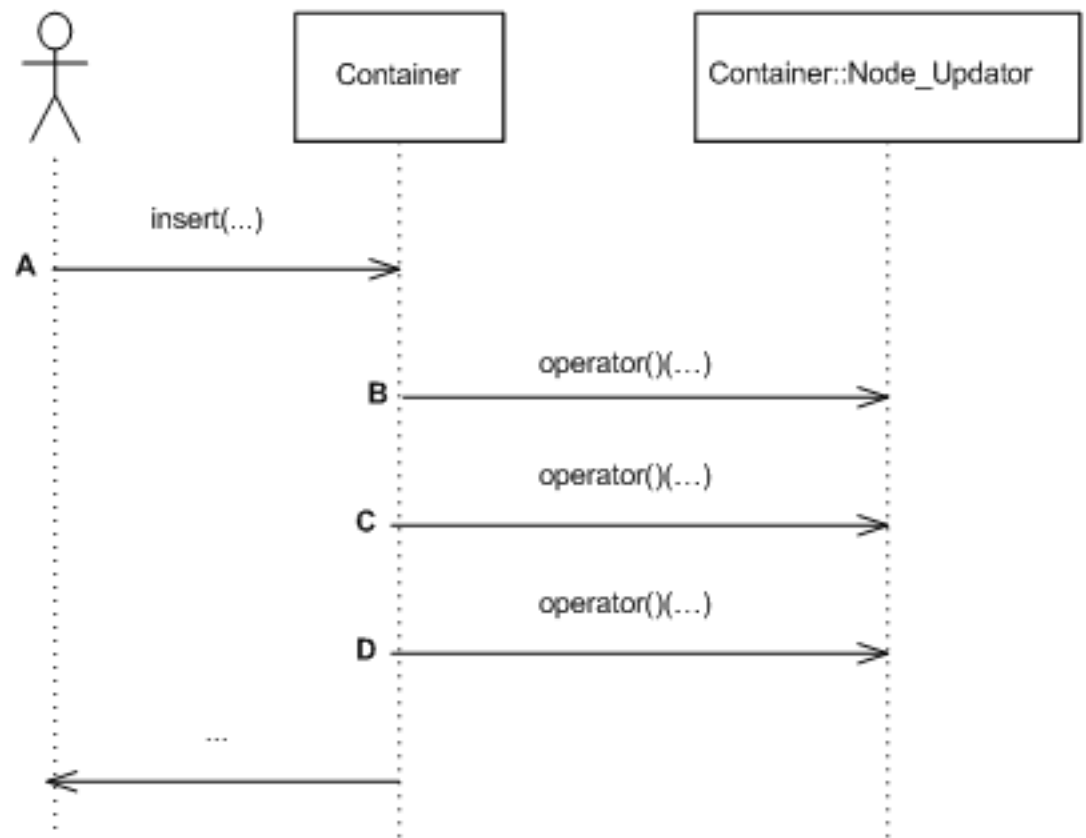 Container
Container::Node_Updator
insert(...)
A
operator()(...)
B
operator()(...)
C
operator()(...)
D
...